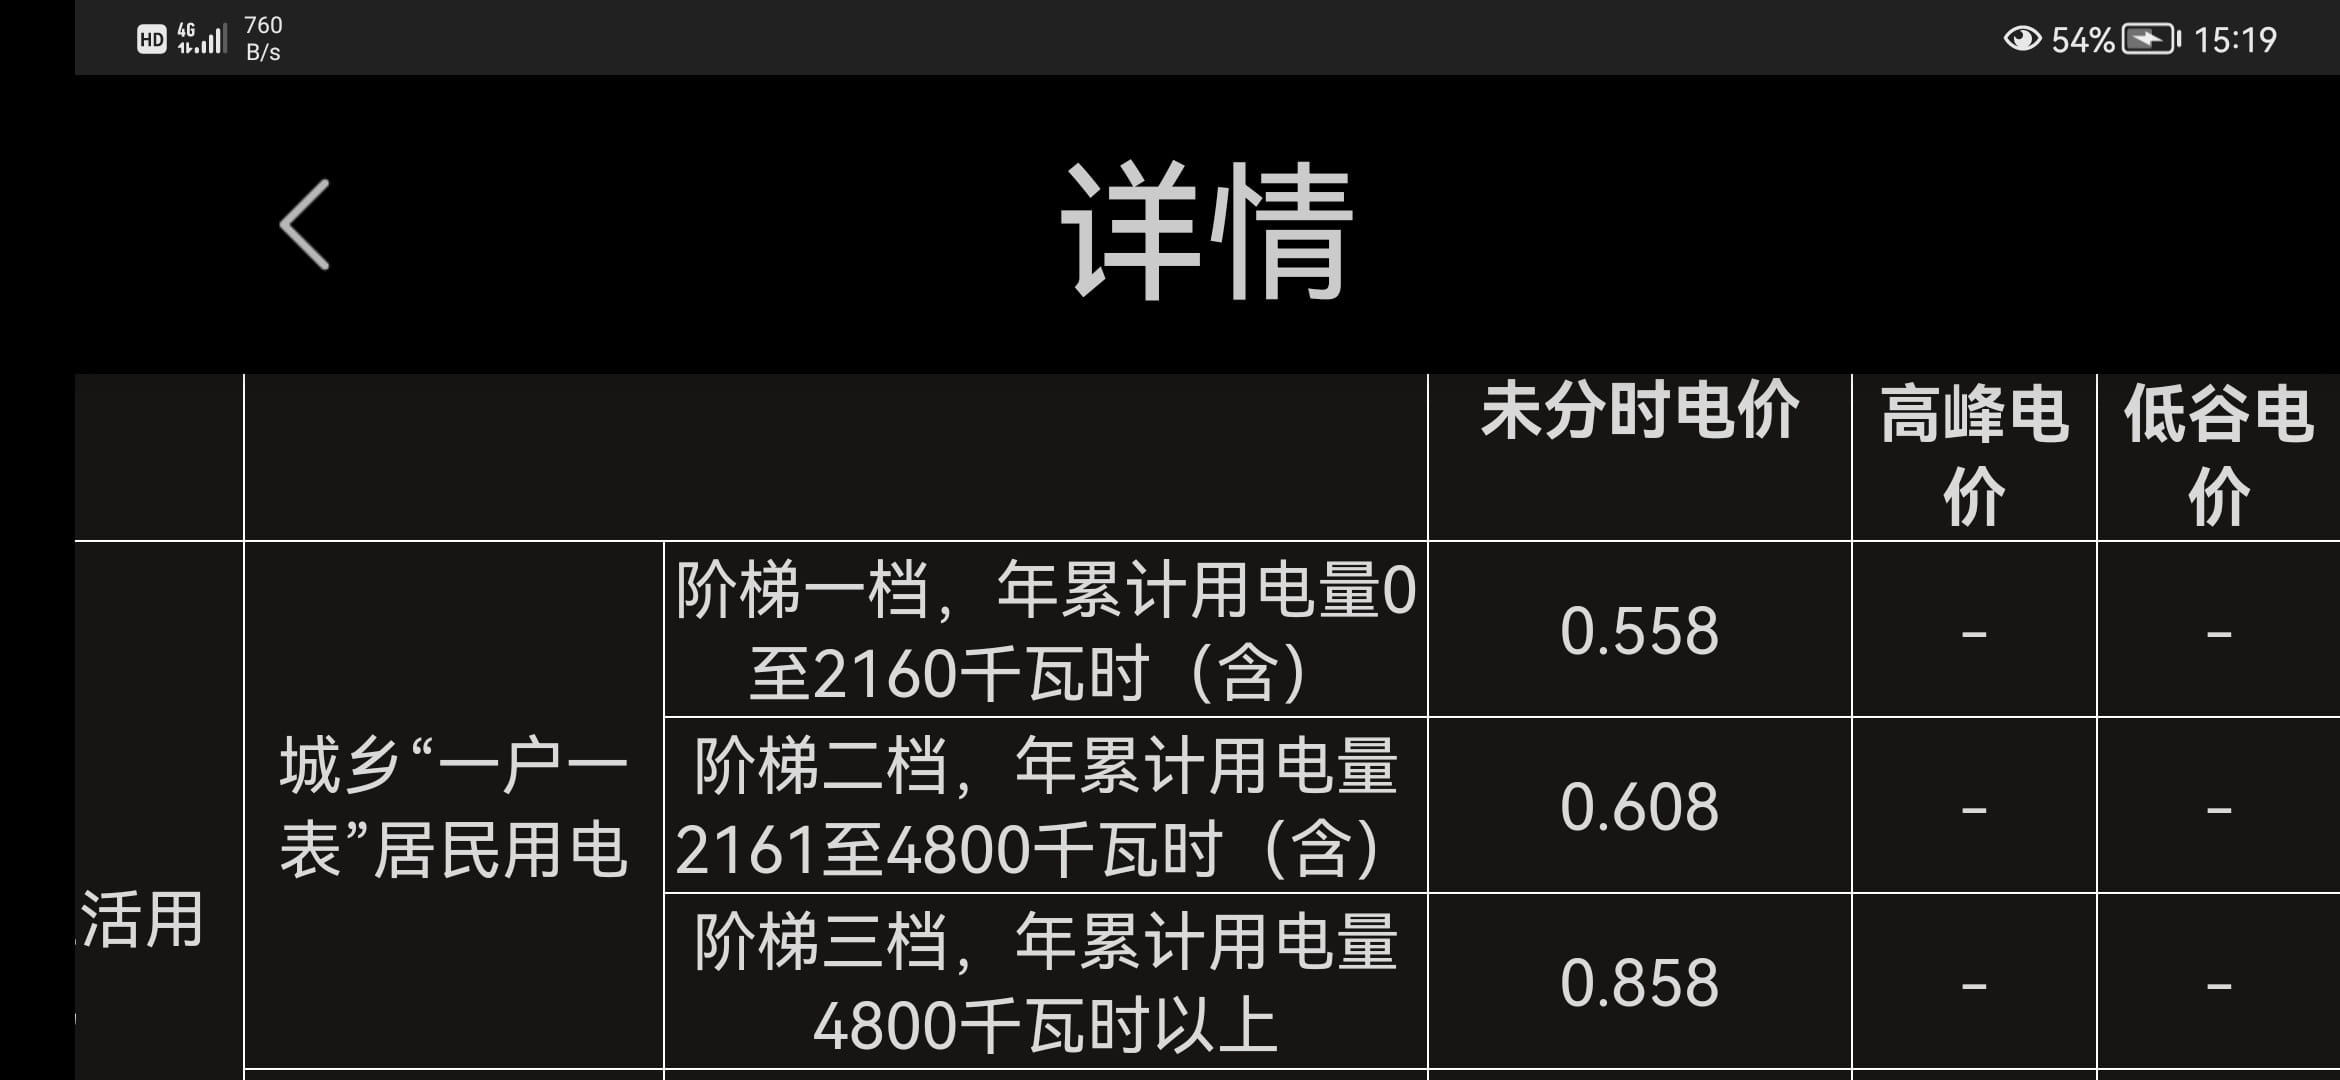 HD 4G 760 B/s 54% 15:19
详情
未分时电价 高峰电价 低谷电价
城乡“一户一
表”居民用电
阶梯一档，年累计用电量0
至2160千瓦时（含）
0.558 - -
阶梯二档，年累计用电量
2161至4800千瓦时（含）
0.608 - -
阶梯三档，年累计用电量
4800千瓦时以上
0.858 - -
活用